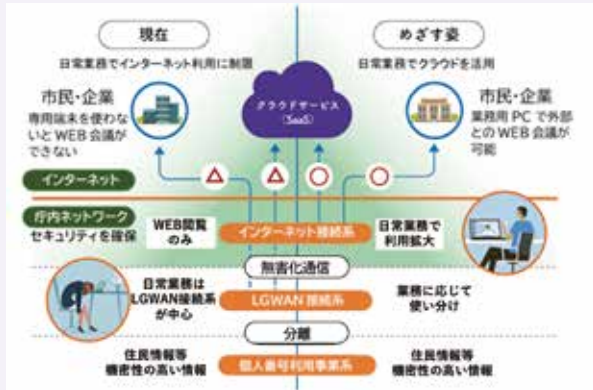 現在
日常業務でインターネット利用に制限
めざす姿
日常業務でクラウドを活用
市民・企業
専用端末を使わな
いとWEB会議が
できない
クラウドサービス
(SaaS)
市民・企業
業務用PCで外部
とのWEB会議が
可能
インターネット
庁内ネットワーク
セキュリティを確保
WEB閲覧
のみ
インターネット接続系
日常業務で
利用拡大
無害化通信
日常業務は
LGWAN接続系
が中心
LGWAN接続系
業務に応じて
使い分け
分離
住民情報等
機密性の高い情報
個人番号利用事業系
住民情報等
機密性の高い情報